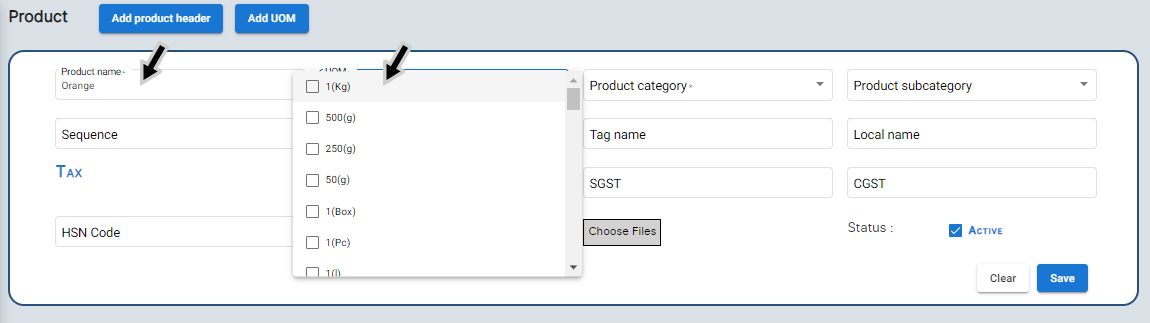 Product
Add product header
Add UOM
Product name *
Orange
UOM
1(Kg)
500(g)
250(g)
50(g)
1(Box)
1(Pc)
1(l)
Product category *
Product subcategory
Sequence
Tag name
Local name
Tax
SGST
CGST
HSN Code
Choose Files
Status :
Active
Clear
Save